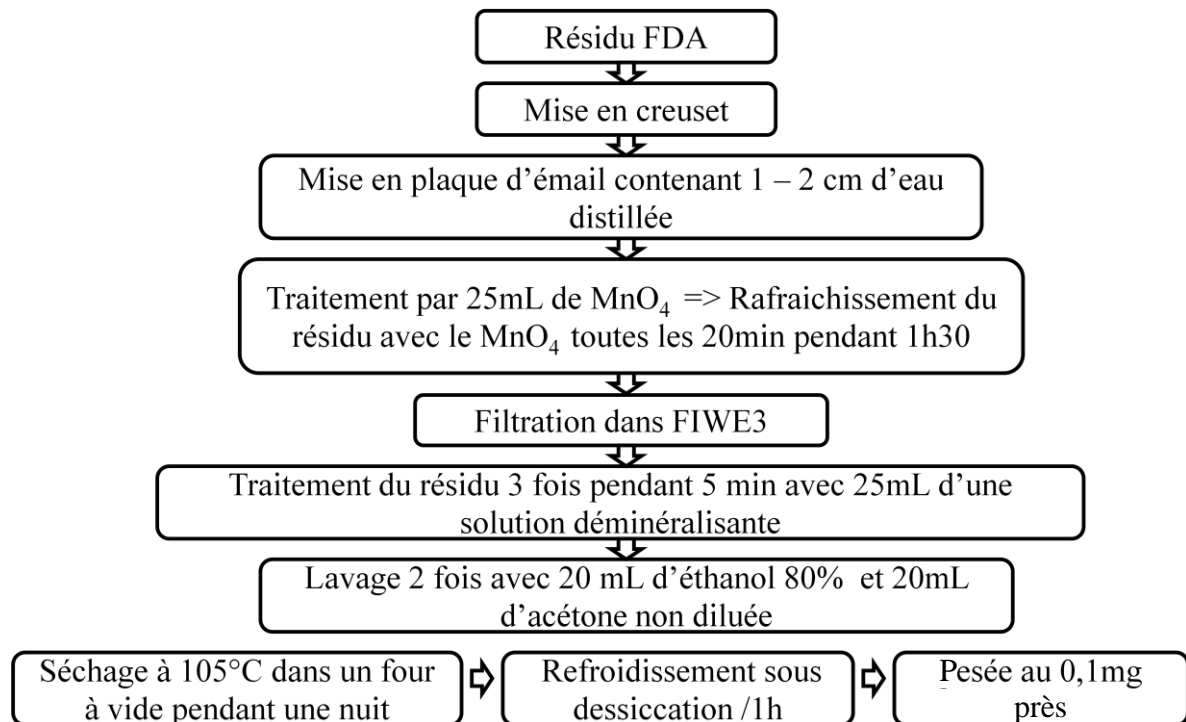 Résidu FDA
Mise en creuset
Mise en plaque d’émail contenant 1 – 2 cm d’eau
distillée
Traitement par 25mL de MnO₄ => Rafraichissement du
résidu avec le MnO₄ toutes les 20min pendant 1h30
Filtration dans FIWE3
Traitement du résidu 3 fois pendant 5 min avec 25mL d’une
solution déminéralisante
Lavage 2 fois avec 20 mL d’éthanol 80% et 20mL
d’acétone non diluée
Séchage à 105°C dans un four
à vide pendant une nuit
Refroidissement sous
dessiccation /1h
Pesée au 0,1mg
près